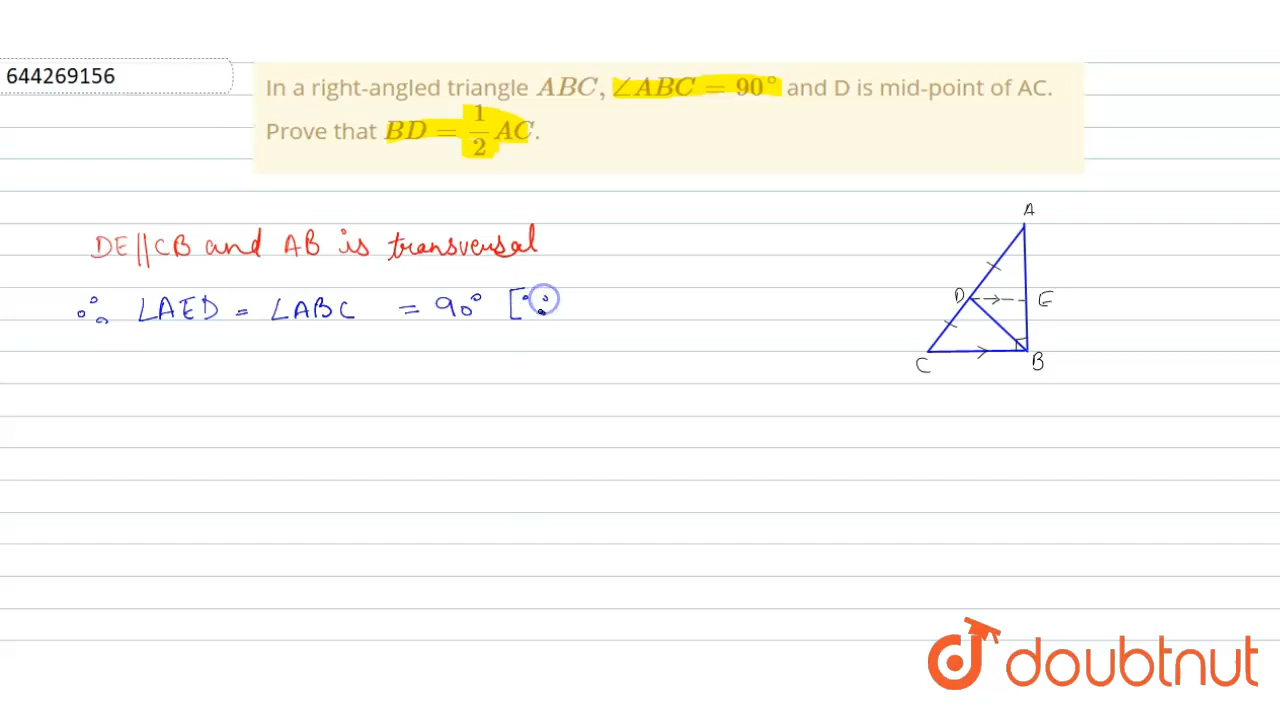 644269156
In a right-angled triangle ABC, ∠ABC = 90° and D is mid-point of AC.
Prove that BD = 1/2 AC.
DE||CB and AB is transversal
∴ ∠AED = ∠ABC = 90° [∵
A
D
E
C
B
doubtnut